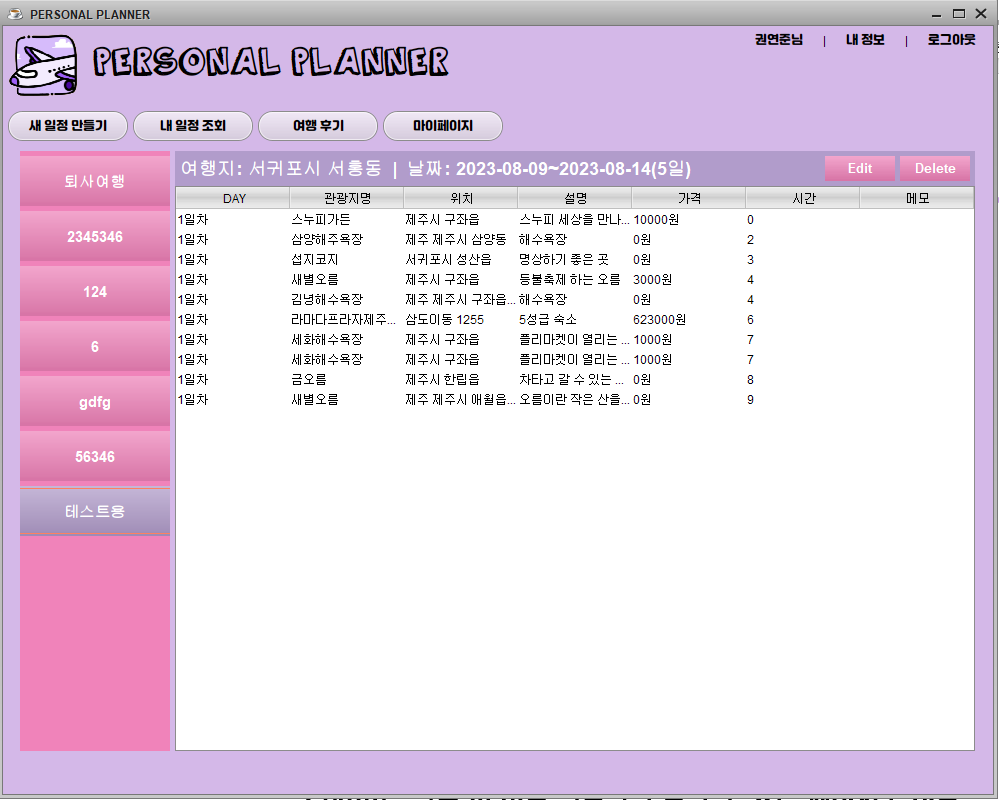 PERSONAL PLANNER
PERSONAL PLANNER
권연준님 | 내 정보 | 로그아웃
새 일정 만들기 내 일정 조회 여행 후기 마이페이지
퇴사여행
2345346
124
6
gdfg
56346
테스트용
여행지: 서귀포시 서홍동 | 날짜: 2023-08-09~2023-08-14(5일) Edit Delete
DAY 관광지명 위치 설명 가격 시간 메모
1일차 스누피가든 제주시 구좌읍 스누피 세상을 만나... 10000원 0
1일차 삼양해주욕장 제주 제주시 삼양동 해수욕장 0원 2
1일차 섭지코지 서귀포시 성산읍 명상하기 좋은 곳 0원 3
1일차 새별오름 제주시 구좌읍 등불축제 하는 오름 3000원 4
1일차 김녕해수욕장 제주 제주시 구좌읍... 해수욕장 0원 4
1일차 라마다프라자제주... 삼도이동 1255 5성급 숙소 623000원 6
1일차 세화해수욕장 제주시 구좌읍 플리마켓이 열리는 ... 1000원 7
1일차 세화해수욕장 제주시 구좌읍 플리마켓이 열리는 ... 1000원 7
1일차 금오름 제주시 한립읍 차타고 갈 수 있는 ... 0원 8
1일차 새별오름 제주 제주시 애월읍... 오름이란 작은 산을... 0원 9